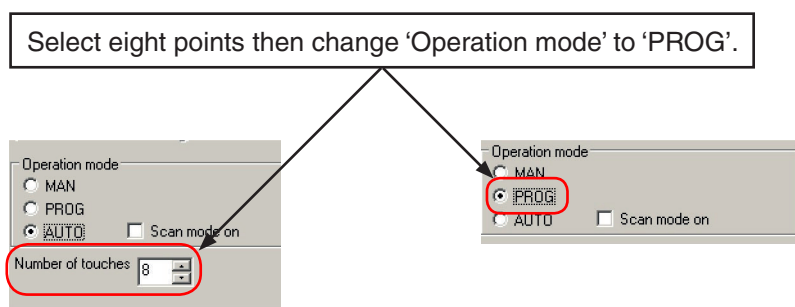 Select eight points then change ‘Operation mode’ to ‘PROG’.
Operation mode
MAN
PROG
AUTO
Scan mode on
Number of touches
8
Operation mode
MAN
PROG
AUTO
Scan mode on